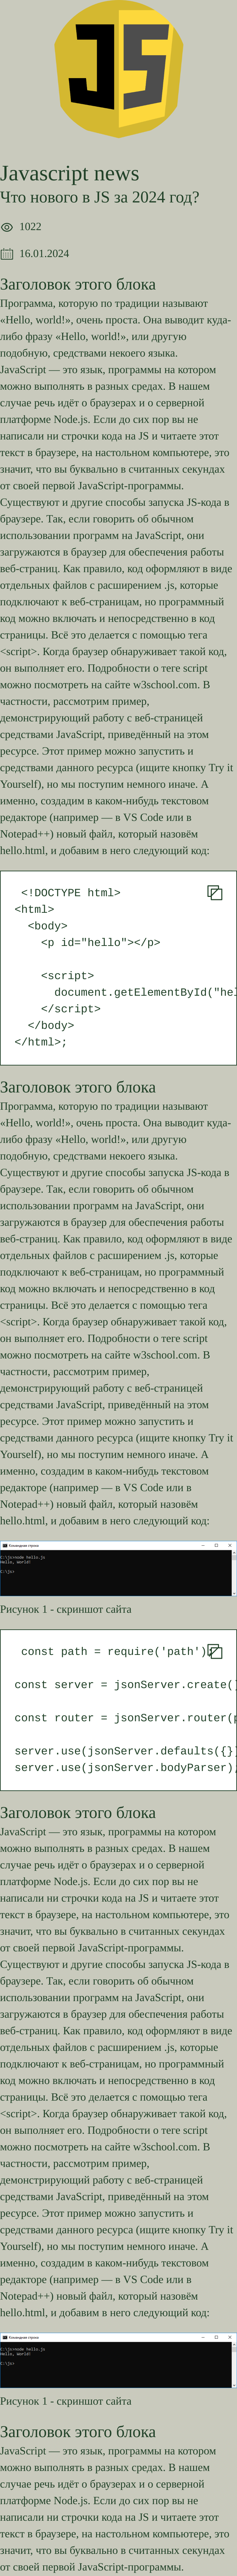 JS
Javascript news
Что нового в JS за 2024 год?
1022
16.01.2024
Заголовок этого блока
Программа, которую по традиции называют
«Hello, world!», очень проста. Она выводит куда-
либо фразу «Hello, world!», или другую
подобную, средствами некоего языка.
JavaScript — это язык, программы на котором
можно выполнять в разных средах. В нашем
случае речь идёт о браузерах и о серверной
платформе Node.js. Если до сих пор вы не
написали ни строчки кода на JS и читаете этот
текст в браузере, на настольном компьютере, это
значит, что вы буквально в считанных секундах
от своей первой JavaScript-программы.
Существуют и другие способы запуска JS-кода в
браузере. Так, если говорить об обычном
использовании программ на JavaScript, они
загружаются в браузер для обеспечения работы
веб-страниц. Как правило, код оформляют в виде
отдельных файлов с расширением .js, которые
подключают к веб-страницам, но программный
код можно включать и непосредственно в код
страницы. Всё это делается с помощью тега
<script>. Когда браузер обнаруживает такой код,
он выполняет его. Подробности о теге script
можно посмотреть на сайте w3school.com. В
частности, рассмотрим пример,
демонстрирующий работу с веб-страницей
средствами JavaScript, приведённый на этом
ресурсе. Этот пример можно запустить и
средствами данного ресурса (ищите кнопку Try it
Yourself), но мы поступим немного иначе. А
именно, создадим в каком-нибудь текстовом
редакторе (например — в VS Code или в
Notepad++) новый файл, который назовём
hello.html, и добавим в него следующий код:
<!DOCTYPE html>
<html>
<body>
<p id="hello"></p>
<script>
document.getElementById("hel
</script>
</body>
</html>;
Заголовок этого блока
Программа, которую по традиции называют
«Hello, world!», очень проста. Она выводит куда-
либо фразу «Hello, world!», или другую
подобную, средствами некоего языка.
Существуют и другие способы запуска JS-кода в
браузере. Так, если говорить об обычном
использовании программ на JavaScript, они
загружаются в браузер для обеспечения работы
веб-страниц. Как правило, код оформляют в виде
отдельных файлов с расширением .js, которые
подключают к веб-страницам, но программный
код можно включать и непосредственно в код
страницы. Всё это делается с помощью тега
<script>. Когда браузер обнаруживает такой код,
он выполняет его. Подробности о теге script
можно посмотреть на сайте w3school.com. В
частности, рассмотрим пример,
демонстрирующий работу с веб-страницей
средствами JavaScript, приведённый на этом
ресурсе. Этот пример можно запустить и
средствами данного ресурса (ищите кнопку Try it
Yourself), но мы поступим немного иначе. А
именно, создадим в каком-нибудь текстовом
редакторе (например — в VS Code или в
Notepad++) новый файл, который назовём
hello.html, и добавим в него следующий код:
Командная строка
C:\js>node hello.js
Hello, World!
C:\js>
Рисунок 1 - скриншот сайта
const path = require('path');
const server = jsonServer.create()
const router = jsonServer.router(p
server.use(jsonServer.defaults({})
server.use(jsonServer.bodyParser);
Заголовок этого блока
JavaScript — это язык, программы на котором
можно выполнять в разных средах. В нашем
случае речь идёт о браузерах и о серверной
платформе Node.js. Если до сих пор вы не
написали ни строчки кода на JS и читаете этот
текст в браузере, на настольном компьютере, это
значит, что вы буквально в считанных секундах
от своей первой JavaScript-программы.
Существуют и другие способы запуска JS-кода в
браузере. Так, если говорить об обычном
использовании программ на JavaScript, они
загружаются в браузер для обеспечения работы
веб-страниц. Как правило, код оформляют в виде
отдельных файлов с расширением .js, которые
подключают к веб-страницам, но программный
код можно включать и непосредственно в код
страницы. Всё это делается с помощью тега
<script>. Когда браузер обнаруживает такой код,
он выполняет его. Подробности о теге script
можно посмотреть на сайте w3school.com. В
частности, рассмотрим пример,
демонстрирующий работу с веб-страницей
средствами JavaScript, приведённый на этом
ресурсе. Этот пример можно запустить и
средствами данного ресурса (ищите кнопку Try it
Yourself), но мы поступим немного иначе. А
именно, создадим в каком-нибудь текстовом
редакторе (например — в VS Code или в
Notepad++) новый файл, который назовём
hello.html, и добавим в него следующий код:
Командная строка
C:\js>node hello.js
Hello, World!
C:\js>
Рисунок 1 - скриншот сайта
Заголовок этого блока
JavaScript — это язык, программы на котором
можно выполнять в разных средах. В нашем
случае речь идёт о браузерах и о серверной
платформе Node.js. Если до сих пор вы не
написали ни строчки кода на JS и читаете этот
текст в браузере, на настольном компьютере, это
значит, что вы буквально в считанных секундах
от своей первой JavaScript-программы.